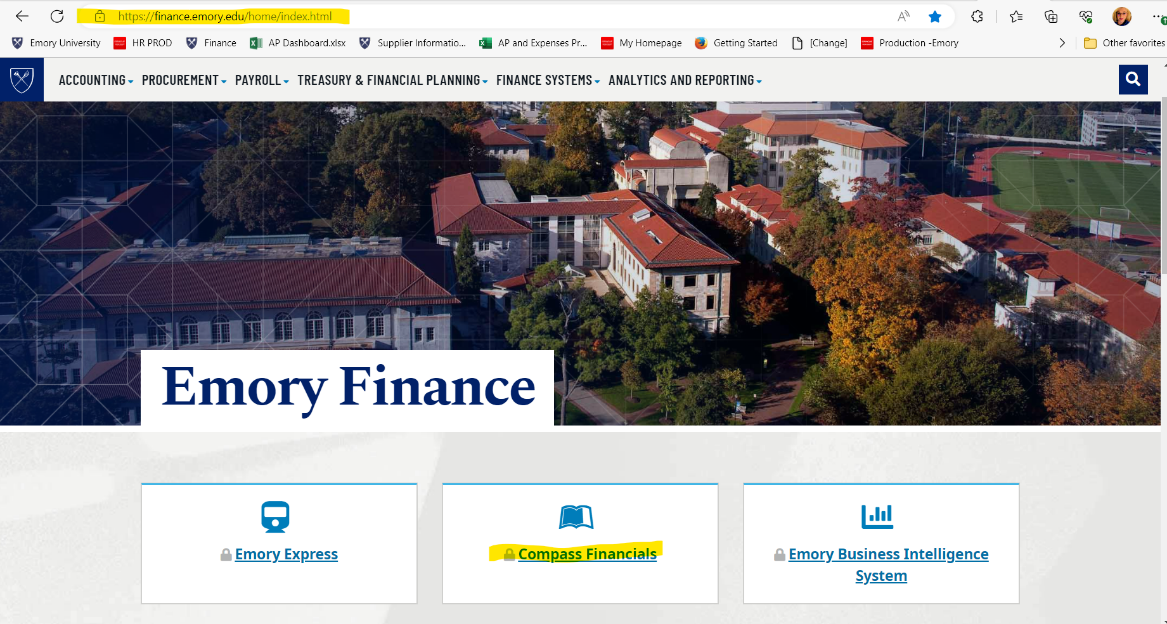 https://finance.emory.edu/home/index.html
Emory University HR PROD Finance AP Dashboard.xlsx Supplier Informatio... AP and Expenses Pr... My Homepage Getting Started [Change] Production -Emory Other favorites
ACCOUNTING PROCUREMENT PAYROLL TREASURY & FINANCIAL PLANNING FINANCE SYSTEMS ANALYTICS AND REPORTING
Emory Finance
Emory Express
Compass Financials
Emory Business Intelligence
System